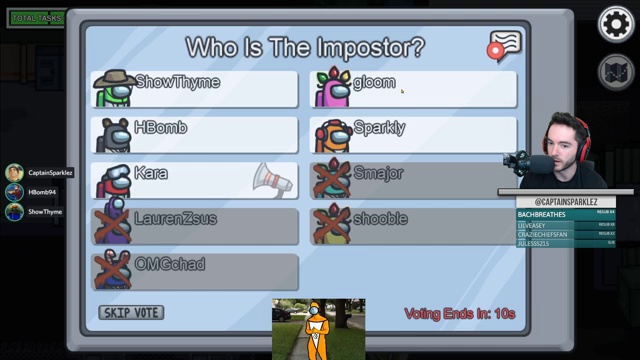 TOTAL TASKS
Who Is The Impostor?
ShowThyme
gloom
HBomb
Sparkly
Kara
Smajor
LaurenZsus
shooble
OMGchad
SKIP VOTE
Voting Ends In: 10s
CaptainSparklez
HBomb94
ShowThyme
@CAPTAINSPARKLEZ
BACHBREATHES
LILVEASEY
CRAZIECHIEFSFAN
JULESSS215